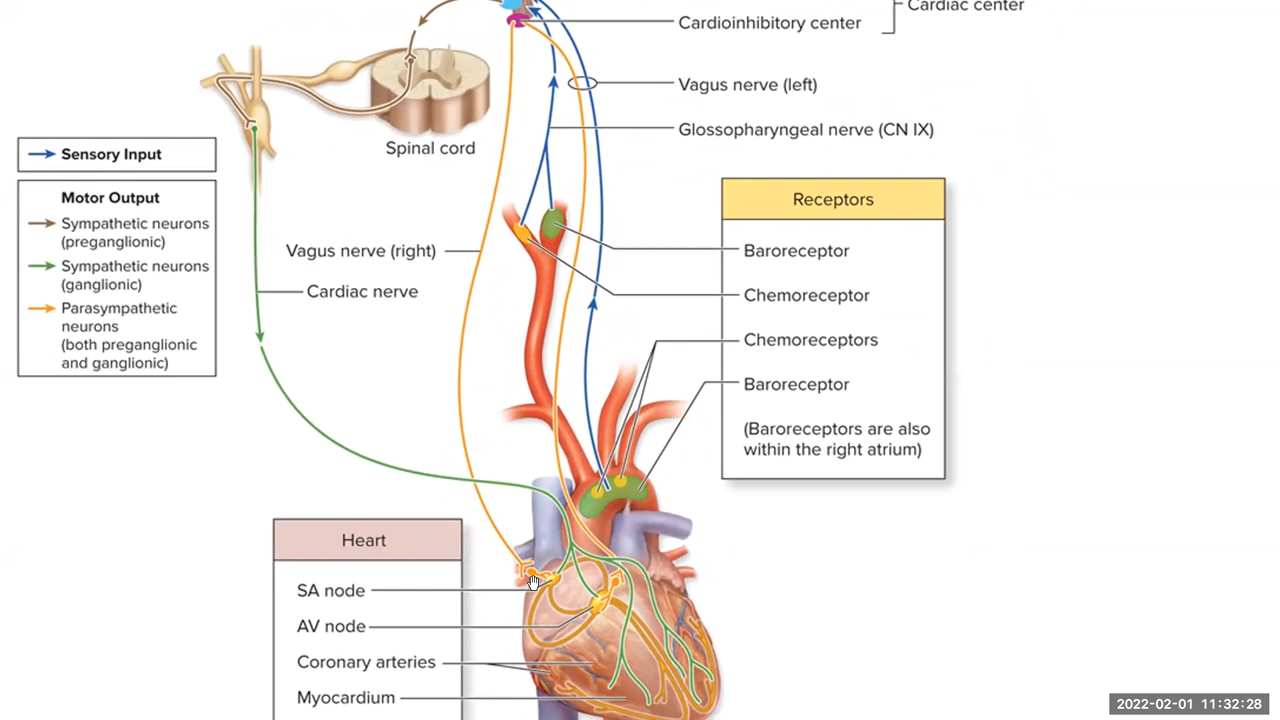 Cardiac center
Cardioinhibitory center
Vagus nerve (left)
Glossopharyngeal nerve (CN IX)
Spinal cord
Sensory Input
Motor Output
Sympathetic neurons
(preganglionic)
Sympathetic neurons
(ganglionic)
Parasympathetic
neurons
(both preganglionic
and ganglionic)
Vagus nerve (right)
Cardiac nerve
Receptors
Baroreceptor
Chemoreceptor
Chemoreceptors
Baroreceptor
(Baroreceptors are also
within the right atrium)
Heart
SA node
AV node
Coronary arteries
Myocardium
2022-02-01 11:32:28